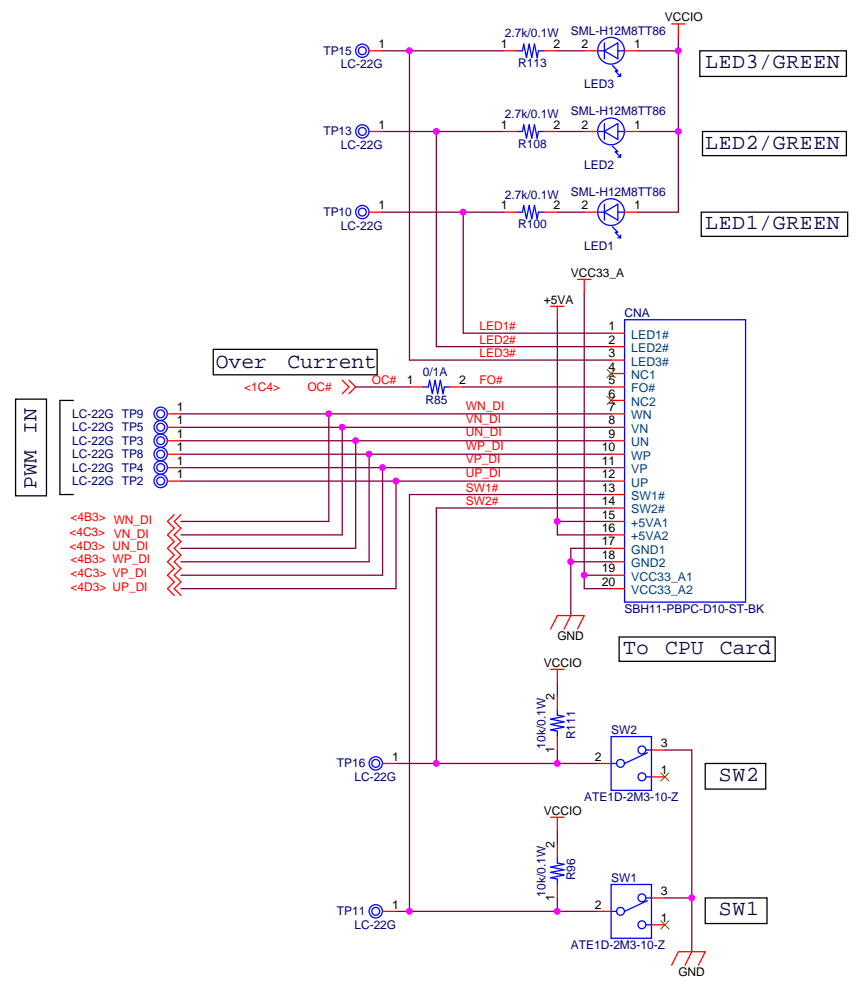 VCCIO
2.7k/0.1W SML-H12M8TT86
TP15 1 1 2 2 1
LC-22G R113
LED3
LED3/GREEN
2.7k/0.1W SML-H12M8TT86
TP13 1 1 2 2 1
LC-22G R108
LED2
LED2/GREEN
2.7k/0.1W SML-H12M8TT86
TP10 1 1 2 2 1
LC-22G R100
LED1
LED1/GREEN
VCC33_A
+5VA
CNA
LED1# 1 LED1#
LED2# 2 LED2#
LED3# 3 LED3#
4 NC1
Over Current
<1C4> OC# OC# 1 0/1A 2 FO# 5 FO#
R85
6 NC2
PWM IN
LC-22G TP9 1 WN_DI 7 WN
LC-22G TP5 1 VN_DI 8 VN
LC-22G TP3 1 UN_DI 9 UN
LC-22G TP8 1 WP_DI 10 WP
LC-22G TP4 1 VP_DI 11 VP
LC-22G TP2 1 UP_DI 12 UP
SW1# 13 SW1#
SW2# 14 SW2#
15 +5VA1
16 +5VA2
17 GND1
18 GND2
19 VCC33_A1
20 VCC33_A2
SBH11-PBPC-D10-ST-BK
<4B3> WN_DI
<4C3> VN_DI
<4D3> UN_DI
<4B3> WP_DI
<4C3> VP_DI
<4D3> UP_DI
GND
To CPU Card
VCCIO
10k/0.1W 2 1 R111
SW2
TP16 1 2 3 1
LC-22G
ATE1D-2M3-10-Z
SW2
VCCIO
10k/0.1W 2 1 R96
SW1
TP11 1 2 3 1
LC-22G
ATE1D-2M3-10-Z
SW1
GND